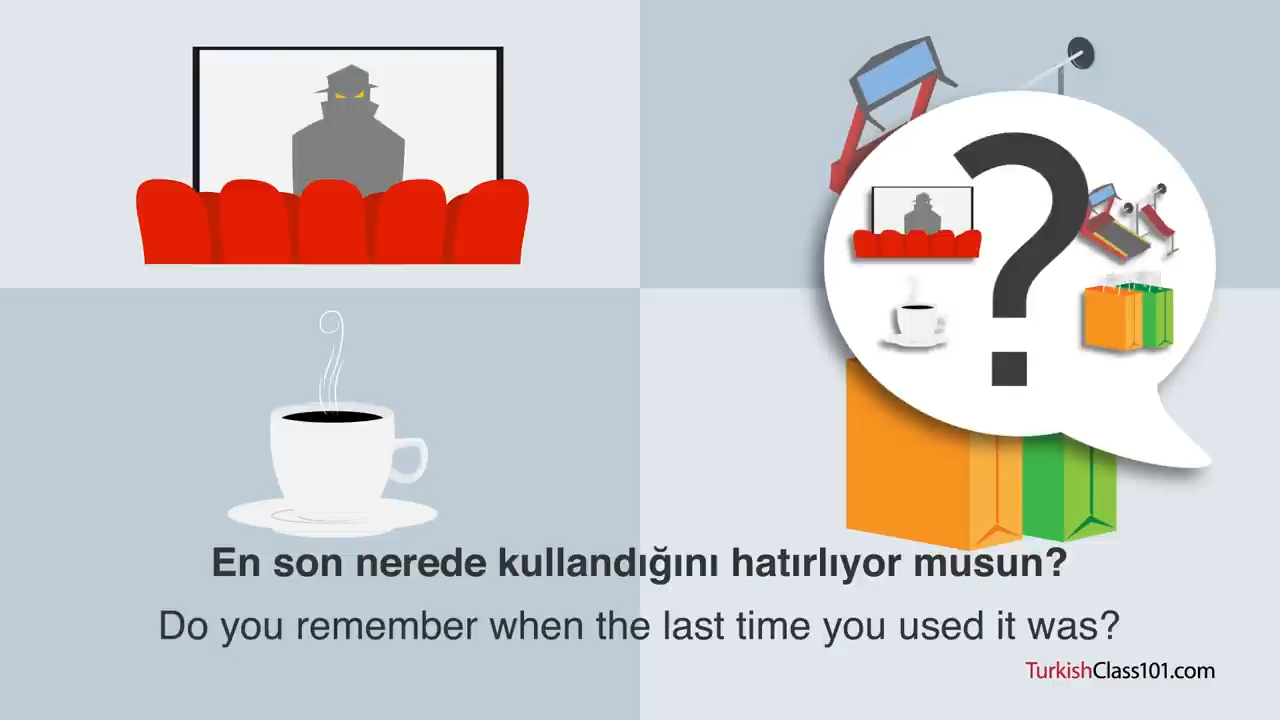 En son nerede kullandığını hatırlıyor musun?
Do you remember when the last time you used it was?
TurkishClass101.com